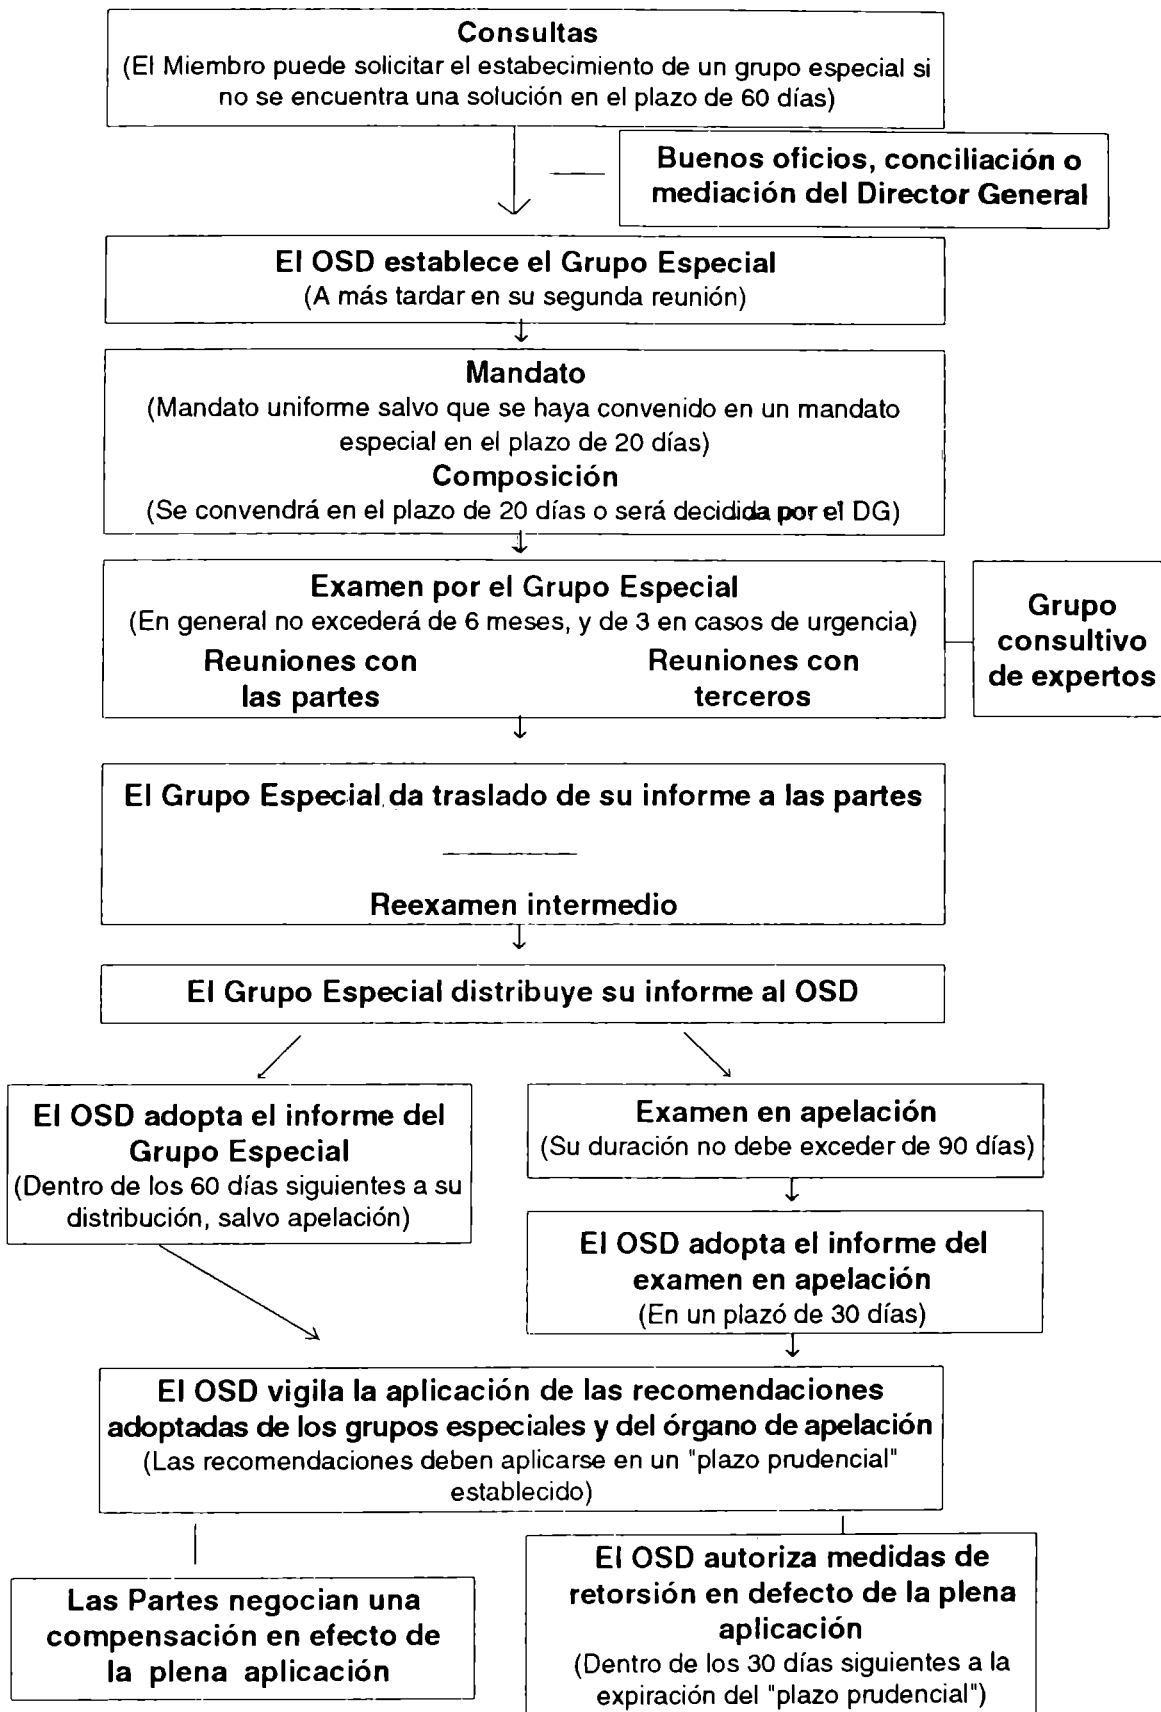 Consultas
(El Miembro puede solicitar el estabecimiento de un grupo especial si
no se encuentra una solución en el plazo de 60 días)
Buenos oficios, conciliación o
mediación del Director General
El OSD establece el Grupo Especial
(A más tardar en su segunda reunión)
Mandato
(Mandato uniforme salvo que se haya convenido en un mandato
especial en el plazo de 20 días)
Composición
(Se convendrá en el plazo de 20 días o será decidida por el DG)
Examen por el Grupo Especial
(En general no excederá de 6 meses, y de 3 en casos de urgencia)
Reuniones con
las partes
Reuniones con
terceros
Grupo
consultivo
de expertos
El Grupo Especial da traslado de su informe a las partes
Reexamen intermedio
El Grupo Especial distribuye su informe al OSD
El OSD adopta el informe del
Grupo Especial
(Dentro de los 60 días siguientes a su
distribución, salvo apelación)
Examen en apelación
(Su duración no debe exceder de 90 días)
El OSD adopta el informe del
examen en apelación
(En un plazó de 30 días)
El OSD vigila la aplicación de las recomendaciones
adoptadas de los grupos especiales y del órgano de apelación
(Las recomendaciones deben aplicarse en un "plazo prudencial"
establecido)
Las Partes negocian una
compensación en efecto de
la plena aplicación
El OSD autoriza medidas de
retorsión en defecto de la plena
aplicación
(Dentro de los 30 días siguientes a la
expiración del "plazo prudencial")